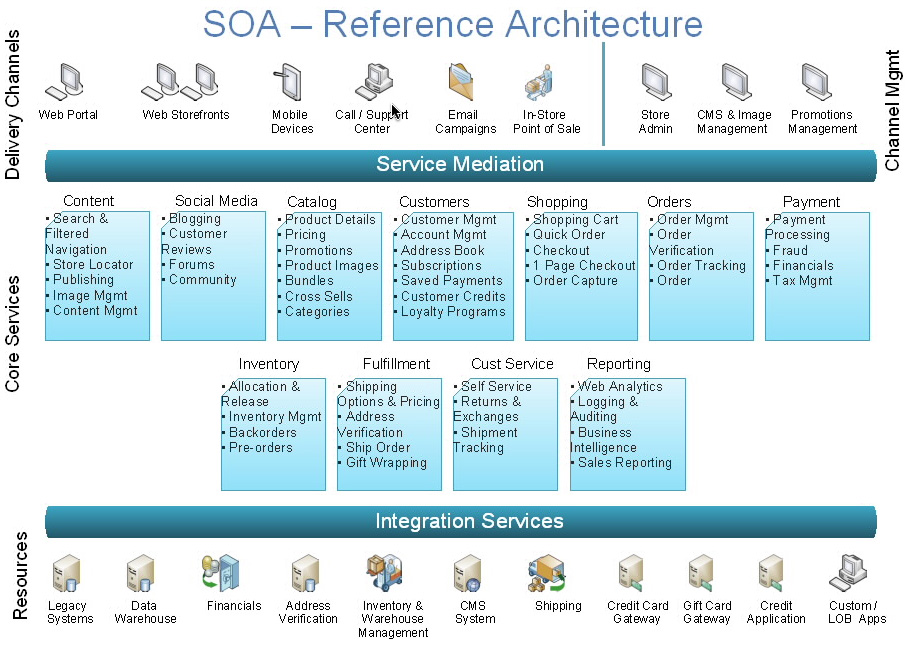 SOA – Reference Architecture
Delivery Channels
Web Portal
Web Storefronts
Mobile
Devices
Call / Support
Center
Email
Campaigns
In-Store
Point of Sale
Store
Admin
CMS & Image
Management
Promotions
Management
Channel Mgmt
Service Mediation
Core Services
Content
▪ Search &
Filtered
Navigation
▪ Store Locator
▪ Publishing
▪ Image Mgmt
▪ Content Mgmt
Social Media
▪ Blogging
▪ Customer
Reviews
▪ Forums
▪ Community
Catalog
▪ Product Details
▪ Pricing
▪ Promotions
▪ Product Images
▪ Bundles
▪ Cross Sells
▪ Categories
Customers
▪ Customer Mgmt
▪ Account Mgmt
▪ Address Book
▪ Subscriptions
▪ Saved Payments
▪ Customer Credits
▪ Loyalty Programs
Shopping
▪ Shopping Cart
▪ Quick Order
▪ Checkout
▪ 1 Page Checkout
▪ Order Capture
Orders
▪ Order Mgmt
▪ Order
Verification
▪ Order Tracking
▪ Order
Payment
▪ Payment
Processing
▪ Fraud
▪ Financials
▪ Tax Mgmt
Inventory
▪ Allocation &
Release
▪ Inventory Mgmt
▪ Backorders
▪ Pre-orders
Fulfillment
▪ Shipping
Options & Pricing
▪ Address
Verification
▪ Ship Order
▪ Gift Wrapping
Cust Service
▪ Self Service
▪ Returns &
Exchanges
▪ Shipment
Tracking
Reporting
▪ Web Analytics
▪ Logging &
Auditing
▪ Business
Intelligence
▪ Sales Reporting
Integration Services
Resources
Legacy
Systems
Data
Warehouse
Financials
Address
Verification
Inventory &
Warehouse
Management
CMS
System
Shipping
Credit Card
Gateway
Gift Card
Gateway
Credit
Application
Custom /
LOB Apps